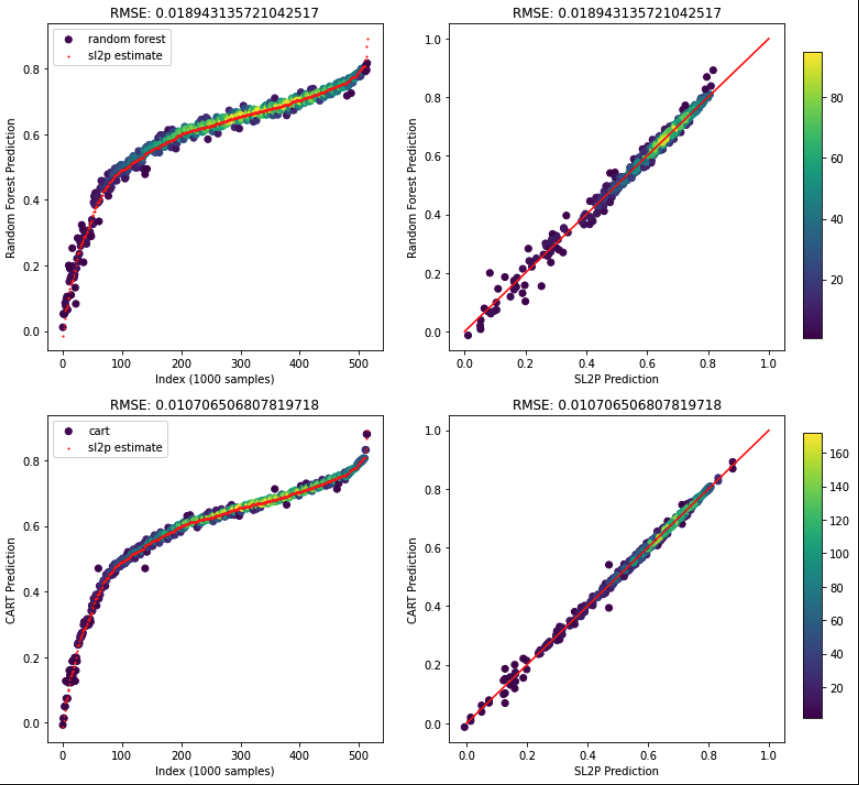 RMSE: 0.018943135721042517
random forest
sl2p estimate
Random Forest Prediction
0.8
0.6
0.4
0.2
0.0
0 100 200 300 400 500
Index (1000 samples)
RMSE: 0.018943135721042517
Random Forest Prediction
1.0
0.8
0.6
0.4
0.2
0.0
0.0 0.2 0.4 0.6 0.8 1.0
SL2P Prediction
80
60
40
20
RMSE: 0.010706506807819718
cart
sl2p estimate
CART Prediction
0.8
0.6
0.4
0.2
0.0
0 100 200 300 400 500
Index (1000 samples)
RMSE: 0.010706506807819718
CART Prediction
1.0
0.8
0.6
0.4
0.2
0.0
0.0 0.2 0.4 0.6 0.8 1.0
SL2P Prediction
160
140
120
100
80
60
40
20